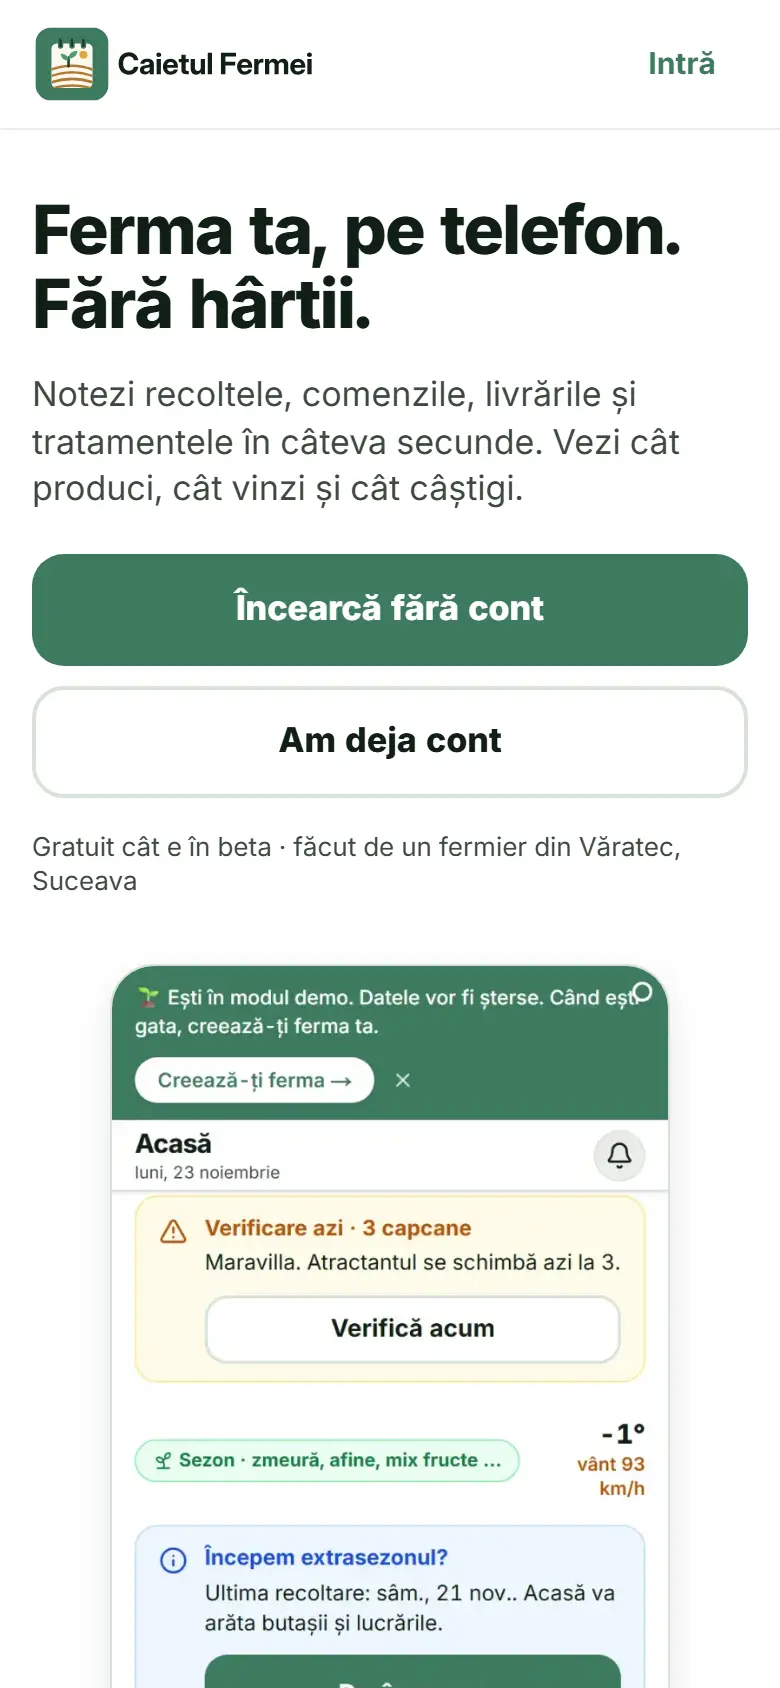 Caietul Fermei
Intră
Ferma ta, pe telefon.
Fără hârtii.
Notezi recoltele, comenzile, livrările și
tratamentele în câteva secunde. Vezi cât
produci, cât vinzi și cât câștigi.
Încearcă fără cont
Am deja cont
Gratuit cât e în beta · făcut de un fermier din Văratec,
Suceava
Ești în modul demo. Datele vor fi șterse. Când ești
gata, creează-ți ferma ta.
Creează-ți ferma →
Acasă
luni, 23 noiembrie
Verificare azi · 3 capcane
Maravilla. Atractantul se schimbă azi la 3.
Verifică acum
-1°
Sezon · zmeură, afine, mix fructe ...
vânt 93
km/h
Începem extrasezonul?
Ultima recoltare: sâm., 21 nov.. Acasă va
arăta butașii și lucrările.